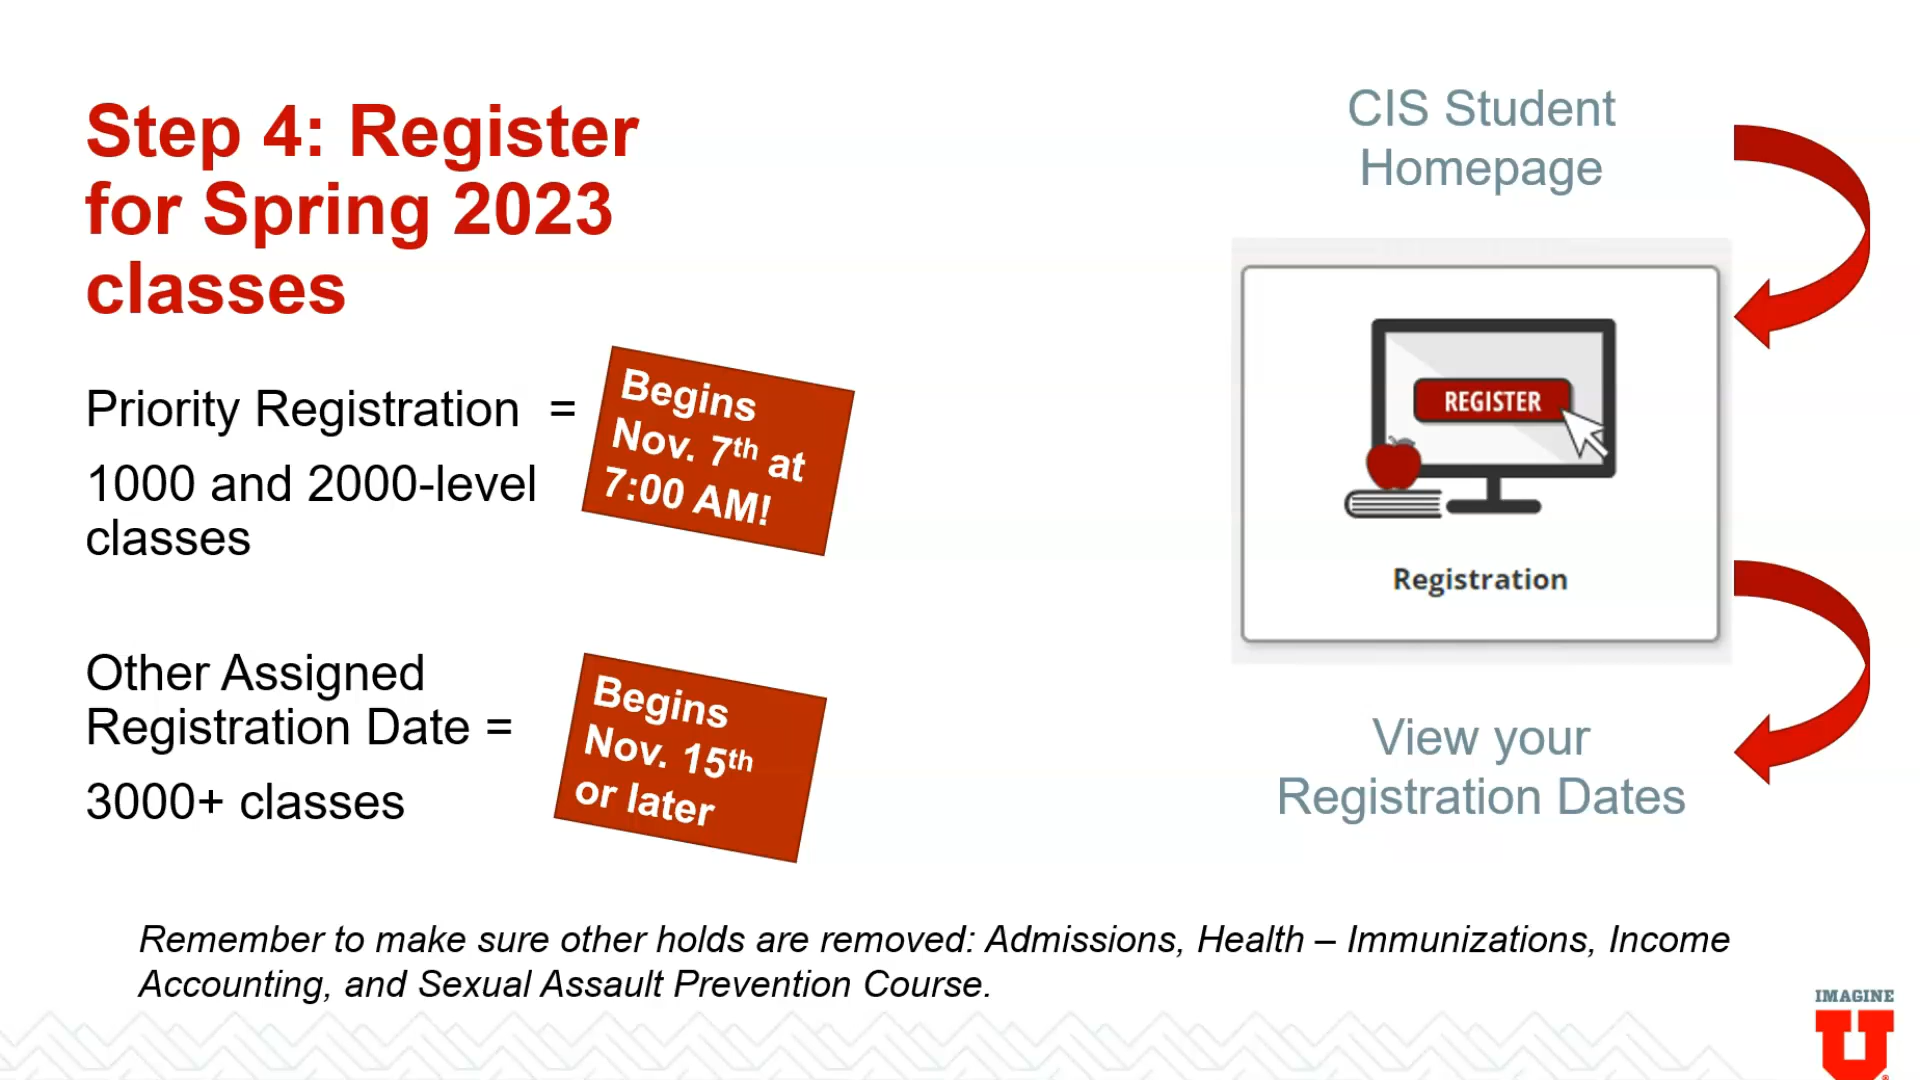 Step 4: Register
for Spring 2023
classes
Priority Registration =
1000 and 2000-level
classes
Begins
Nov. 7th at
7:00 AM!
Other Assigned
Registration Date =
3000+ classes
Begins
Nov. 15th
or later
CIS Student
Homepage
REGISTER
Registration
View your
Registration Dates
Remember to make sure other holds are removed: Admissions, Health – Immunizations, Income
Accounting, and Sexual Assault Prevention Course.
IMAGINE
U